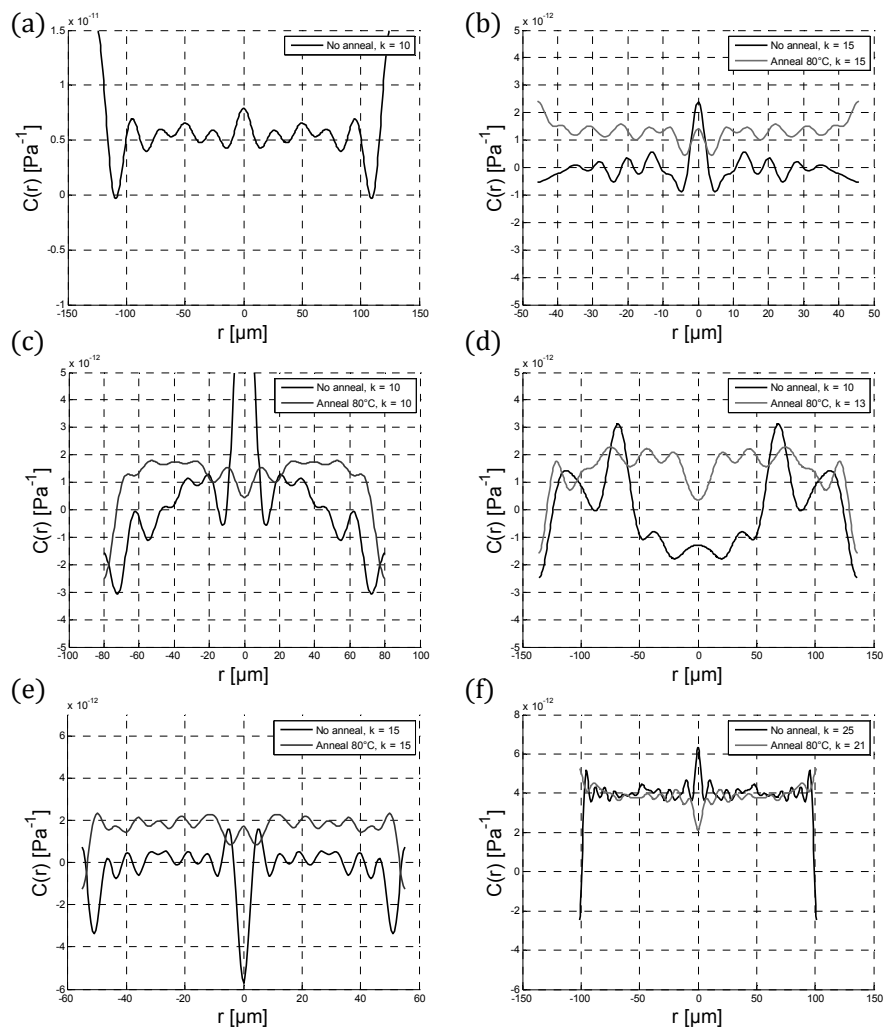 (a)
x 10^-11
1.5
1
0.5
0
-0.5
-1
-150 -100 -50 0 50 100 150
C(r) [Pa^-1]
r [μm]
No anneal, k = 10
(b)
x 10^-12
5
4
3
2
1
0
-1
-2
-3
-4
-5
-50 -40 -30 -20 -10 0 10 20 30 40 50
C(r) [Pa^-1]
r [μm]
No anneal, k = 15
Anneal 80°C, k = 15
(c)
x 10^-12
5
4
3
2
1
0
-1
-2
-3
-4
-5
-100 -80 -60 -40 -20 0 20 40 60 80 100
C(r) [Pa^-1]
r [μm]
No anneal, k = 10
Anneal 80°C, k = 10
(d)
x 10^-12
5
4
3
2
1
0
-1
-2
-3
-4
-5
-150 -100 -50 0 50 100 150
C(r) [Pa^-1]
r [μm]
No anneal, k = 10
Anneal 80°C, k = 13
(e)
x 10^-12
6
4
2
0
-2
-4
-6
-60 -40 -20 0 20 40 60
C(r) [Pa^-1]
r [μm]
No anneal, k = 15
Anneal 80°C, k = 15
(f)
x 10^-12
8
6
4
2
0
-2
-4
-6
-150 -100 -50 0 50 100 150
C(r) [Pa^-1]
r [μm]
No anneal, k = 25
Anneal 80°C, k = 21